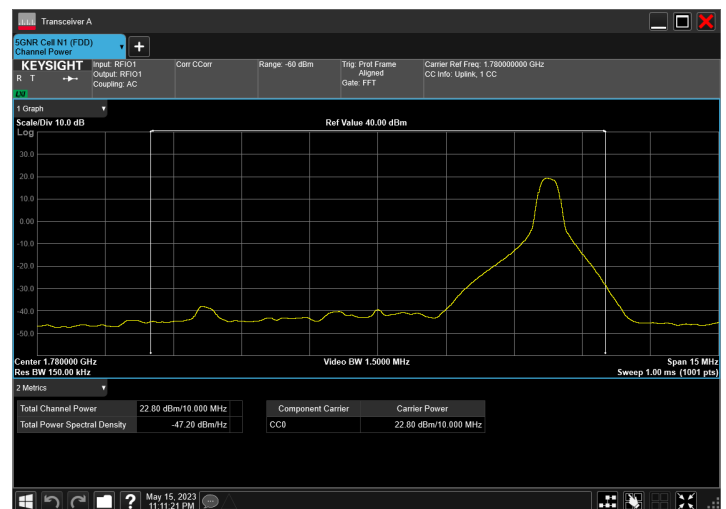 Transceiver A
5GNR Cell N1 (FDD)
Channel Power
+
KEYSIGHT
R T
LXI
Input: RFIO1
Output: RFIO1
Coupling: AC
Corr CCorr
Range: -60 dBm
Trig: Prot Frame
Aligned
Gate: FFT
Carrier Ref Freq: 1.780000000 GHz
CC Info: Uplink, 1 CC
1 Graph
Scale/Div 10.0 dB
Ref Value 40.00 dBm
Log
30.0
20.0
10.0
0.00
-10.0
-20.0
-30.0
-40.0
-50.0
Center 1.780000 GHz
Video BW 1.5000 MHz
Span 15 MHz
Res BW 150.00 kHz
Sweep 1.00 ms (1001 pts)
2 Metrics
Total Channel Power 22.80 dBm/10.000 MHz
Total Power Spectral Density -47.20 dBm/Hz
Component Carrier Carrier Power
CC0 22.80 dBm/10.000 MHz
?
May 15, 2023
11:11:21 PM